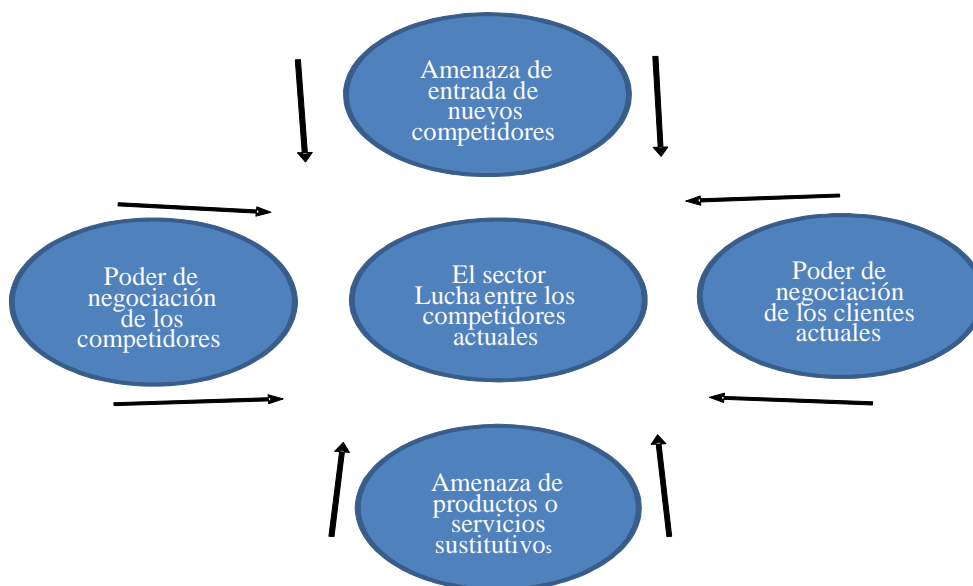 Amenaza de
entrada de
nuevos
competidores
Poder de
negociación
de los
competidores
El sector
Lucha entre los
competidores
actuales
Poder de
negociación
de los clientes
actuales
Amenaza de
productos o
servicios
sustitutivos